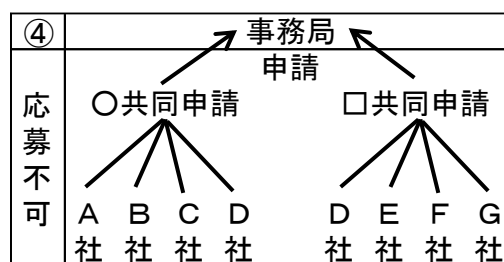 ④
事務局
申請
応募不可
〇共同申請
□共同申請
A社 B社 C社 D社
D社 E社 F社 G社